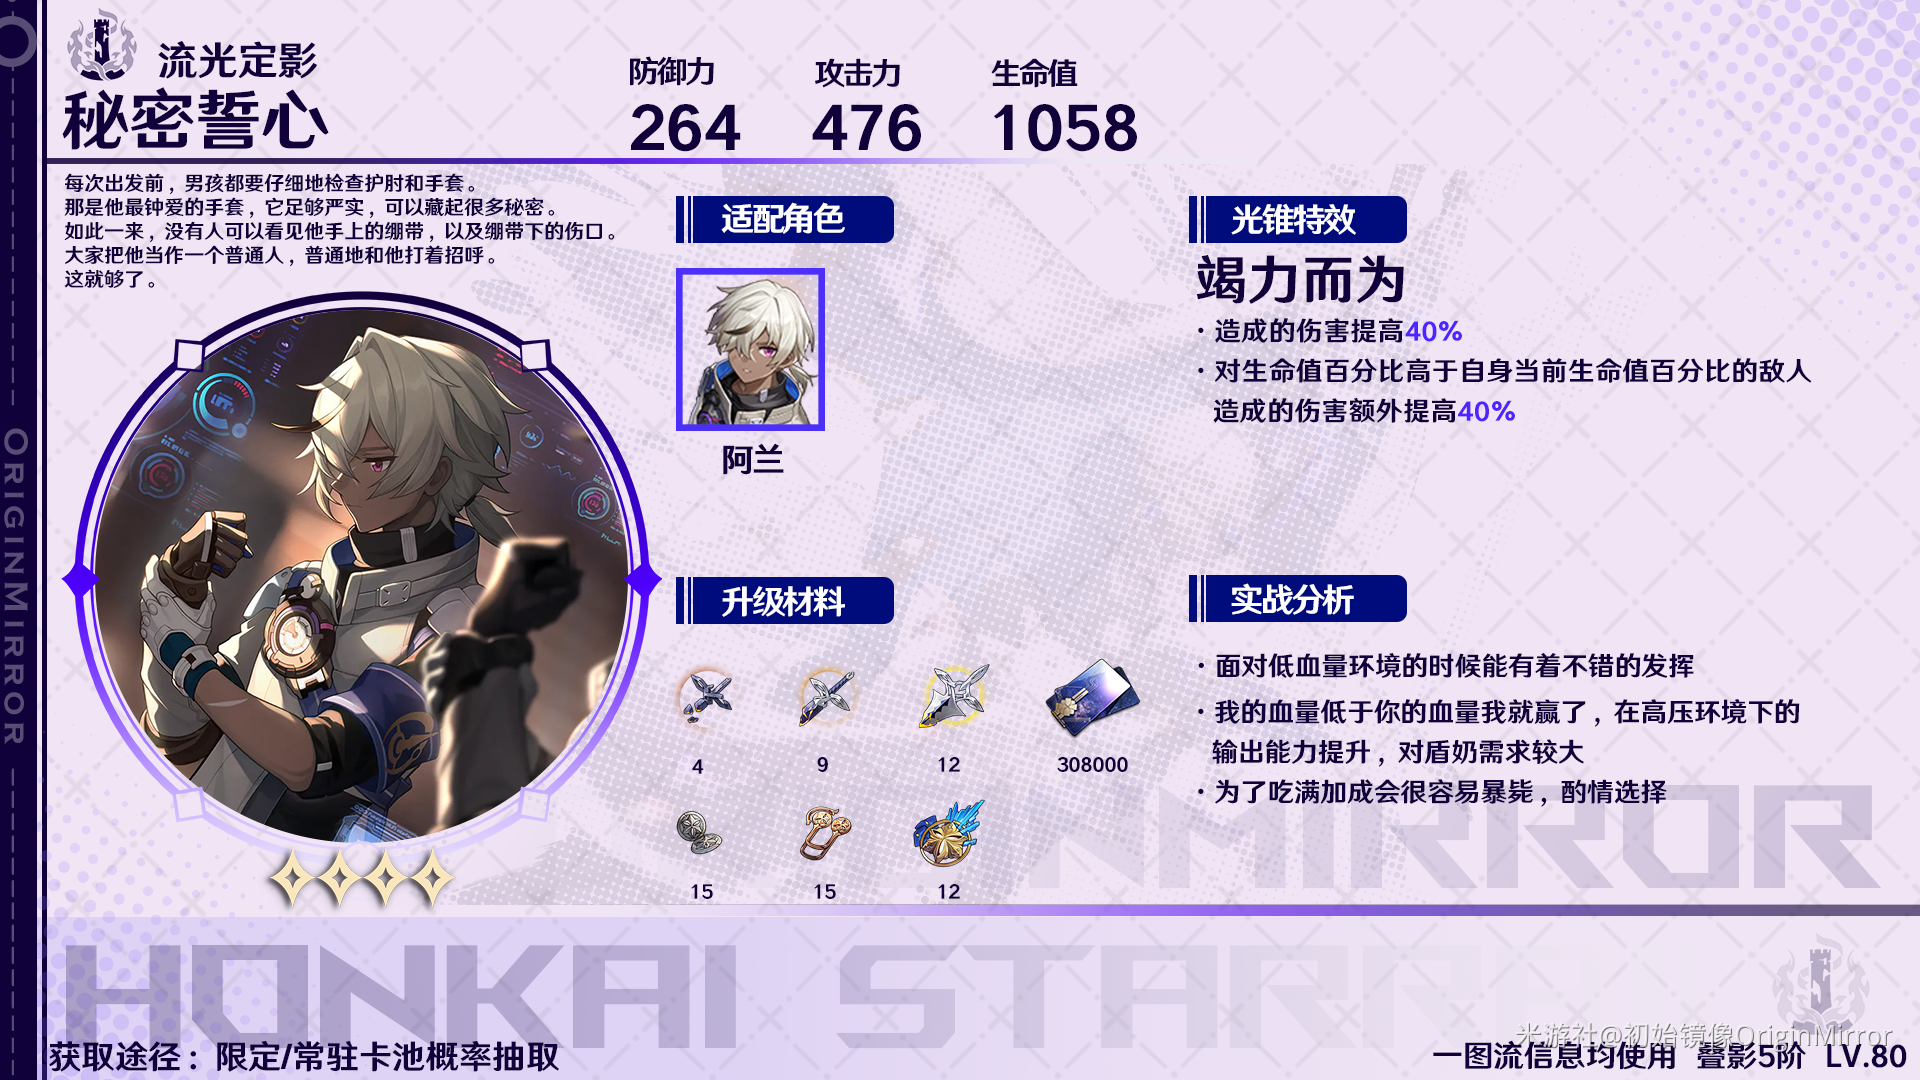 流光定影
秘密誓心
防御力 攻击力 生命值
264 476 1058
每次出发前，男孩都要仔细地检查护肘和手套。
那是他最钟爱的手套，它足够严实，可以藏起很多秘密。
如此一来，没有人可以看见他手上的绷带，以及绷带下的伤口。
大家把他当作一个普通人，普通地和他打着招呼。
这就够了。
适配角色
阿兰
升级材料
4 9 12 308000
15 15 12
光锥特效
竭力而为
· 造成的伤害提高40%
· 对生命值百分比高于自身当前生命值百分比的敌人
造成的伤害额外提高40%
实战分析
· 面对低血量环境的时候能有着不错的发挥
· 我的血量低于你的血量我就赢了，在高压环境下的
输出能力提升，对盾奶需求较大
· 为了吃满加成会很容易暴毙，酌情选择
ORIGINMIRROR
NMIRROR
HONKAI STARR
米游社@初始镜像OriginMirror
获取途径：限定/常驻卡池概率抽取
一图流信息均使用 叠影5阶 LV.80